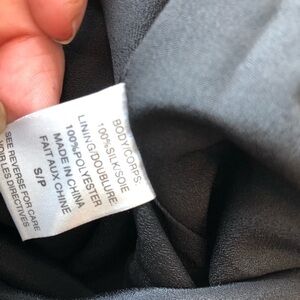 BODY/CORPS:
100%SILK/SOIE
LINING/DOUBLURE:
100%POLYESTER
MADE IN CHINA
FAIT AUX CHINE
S/P
SEE REVERSE FOR CARE
VOIR LES DIRECTIVES